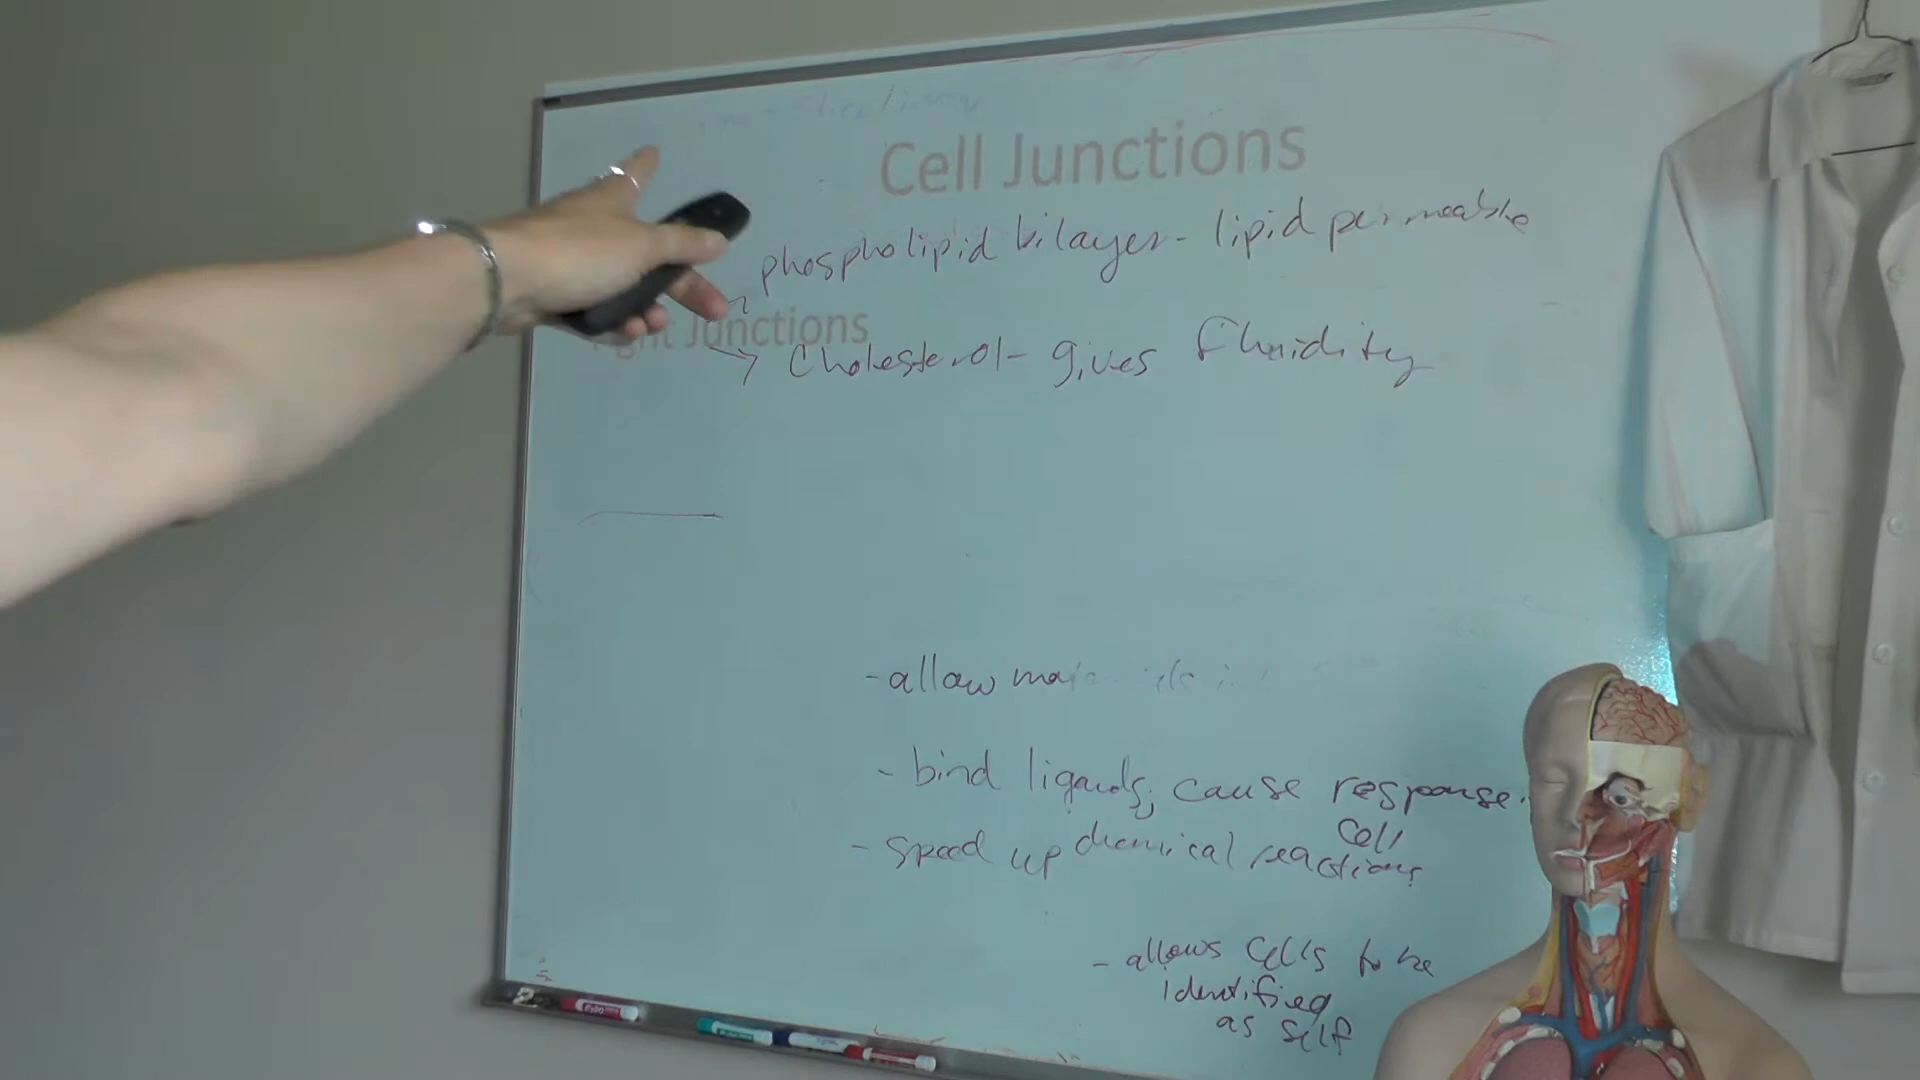 Cell Junctions
phospholipid bilayer - lipid permeable
Junctions
→ Cholesterol - gives fluidity
- allow
- bind ligands, cause response.
Cell
- speed up chemical reactions
- allows cells to be
identified
as self